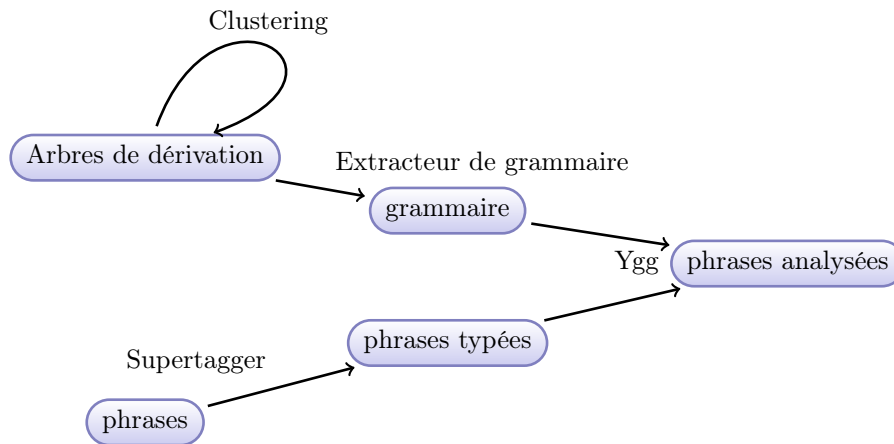 Clustering
Arbres de dérivation
Extracteur de grammaire
grammaire
Ygg
phrases analysées
phrases typées
Supertagger
phrases